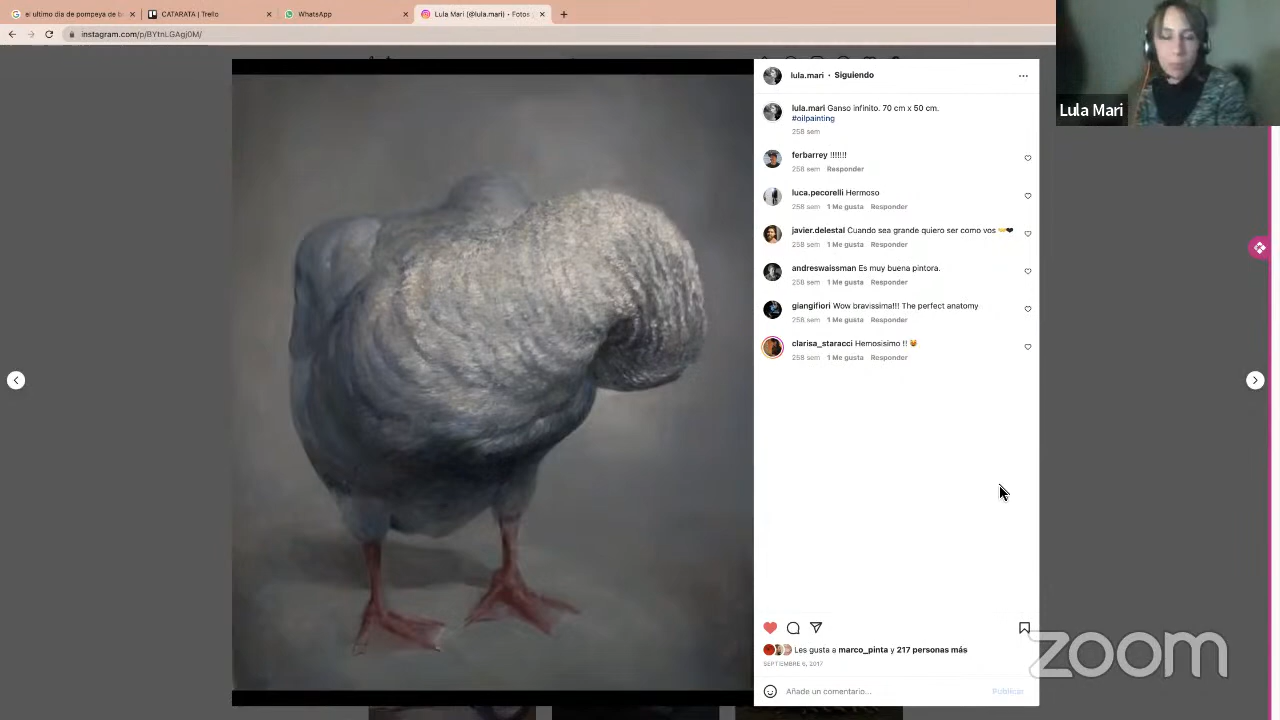 el ultimo dia de pompeya de b
CATARATA | Trello
WhatsApp
Lula Mari (@lula.mari) • Fotos
instagram.com/p/BYtnLGAgj0M/
Lula Mari
lula.mari • Siguiendo
lula.mari Ganso infinito. 70 cm x 50 cm.
#oilpainting
258 sem
ferbarrey !!!!!!!
258 sem Responder
luca.pecorelli Hermoso
258 sem 1 Me gusta Responder
javier.delestal Cuando sea grande quiero ser como vos
258 sem 1 Me gusta Responder
andreswaissman Es muy buena pintora.
258 sem 1 Me gusta Responder
giangifiori Wow bravissima!!! The perfect anatomy
258 sem 1 Me gusta Responder
clarisa_staracci Hemosisimo !!
258 sem 1 Me gusta Responder
Les gusta a marco_pinta y 217 personas más
SEPTIEMBRE 6, 2017
Añade un comentario...
Publicar
zoom